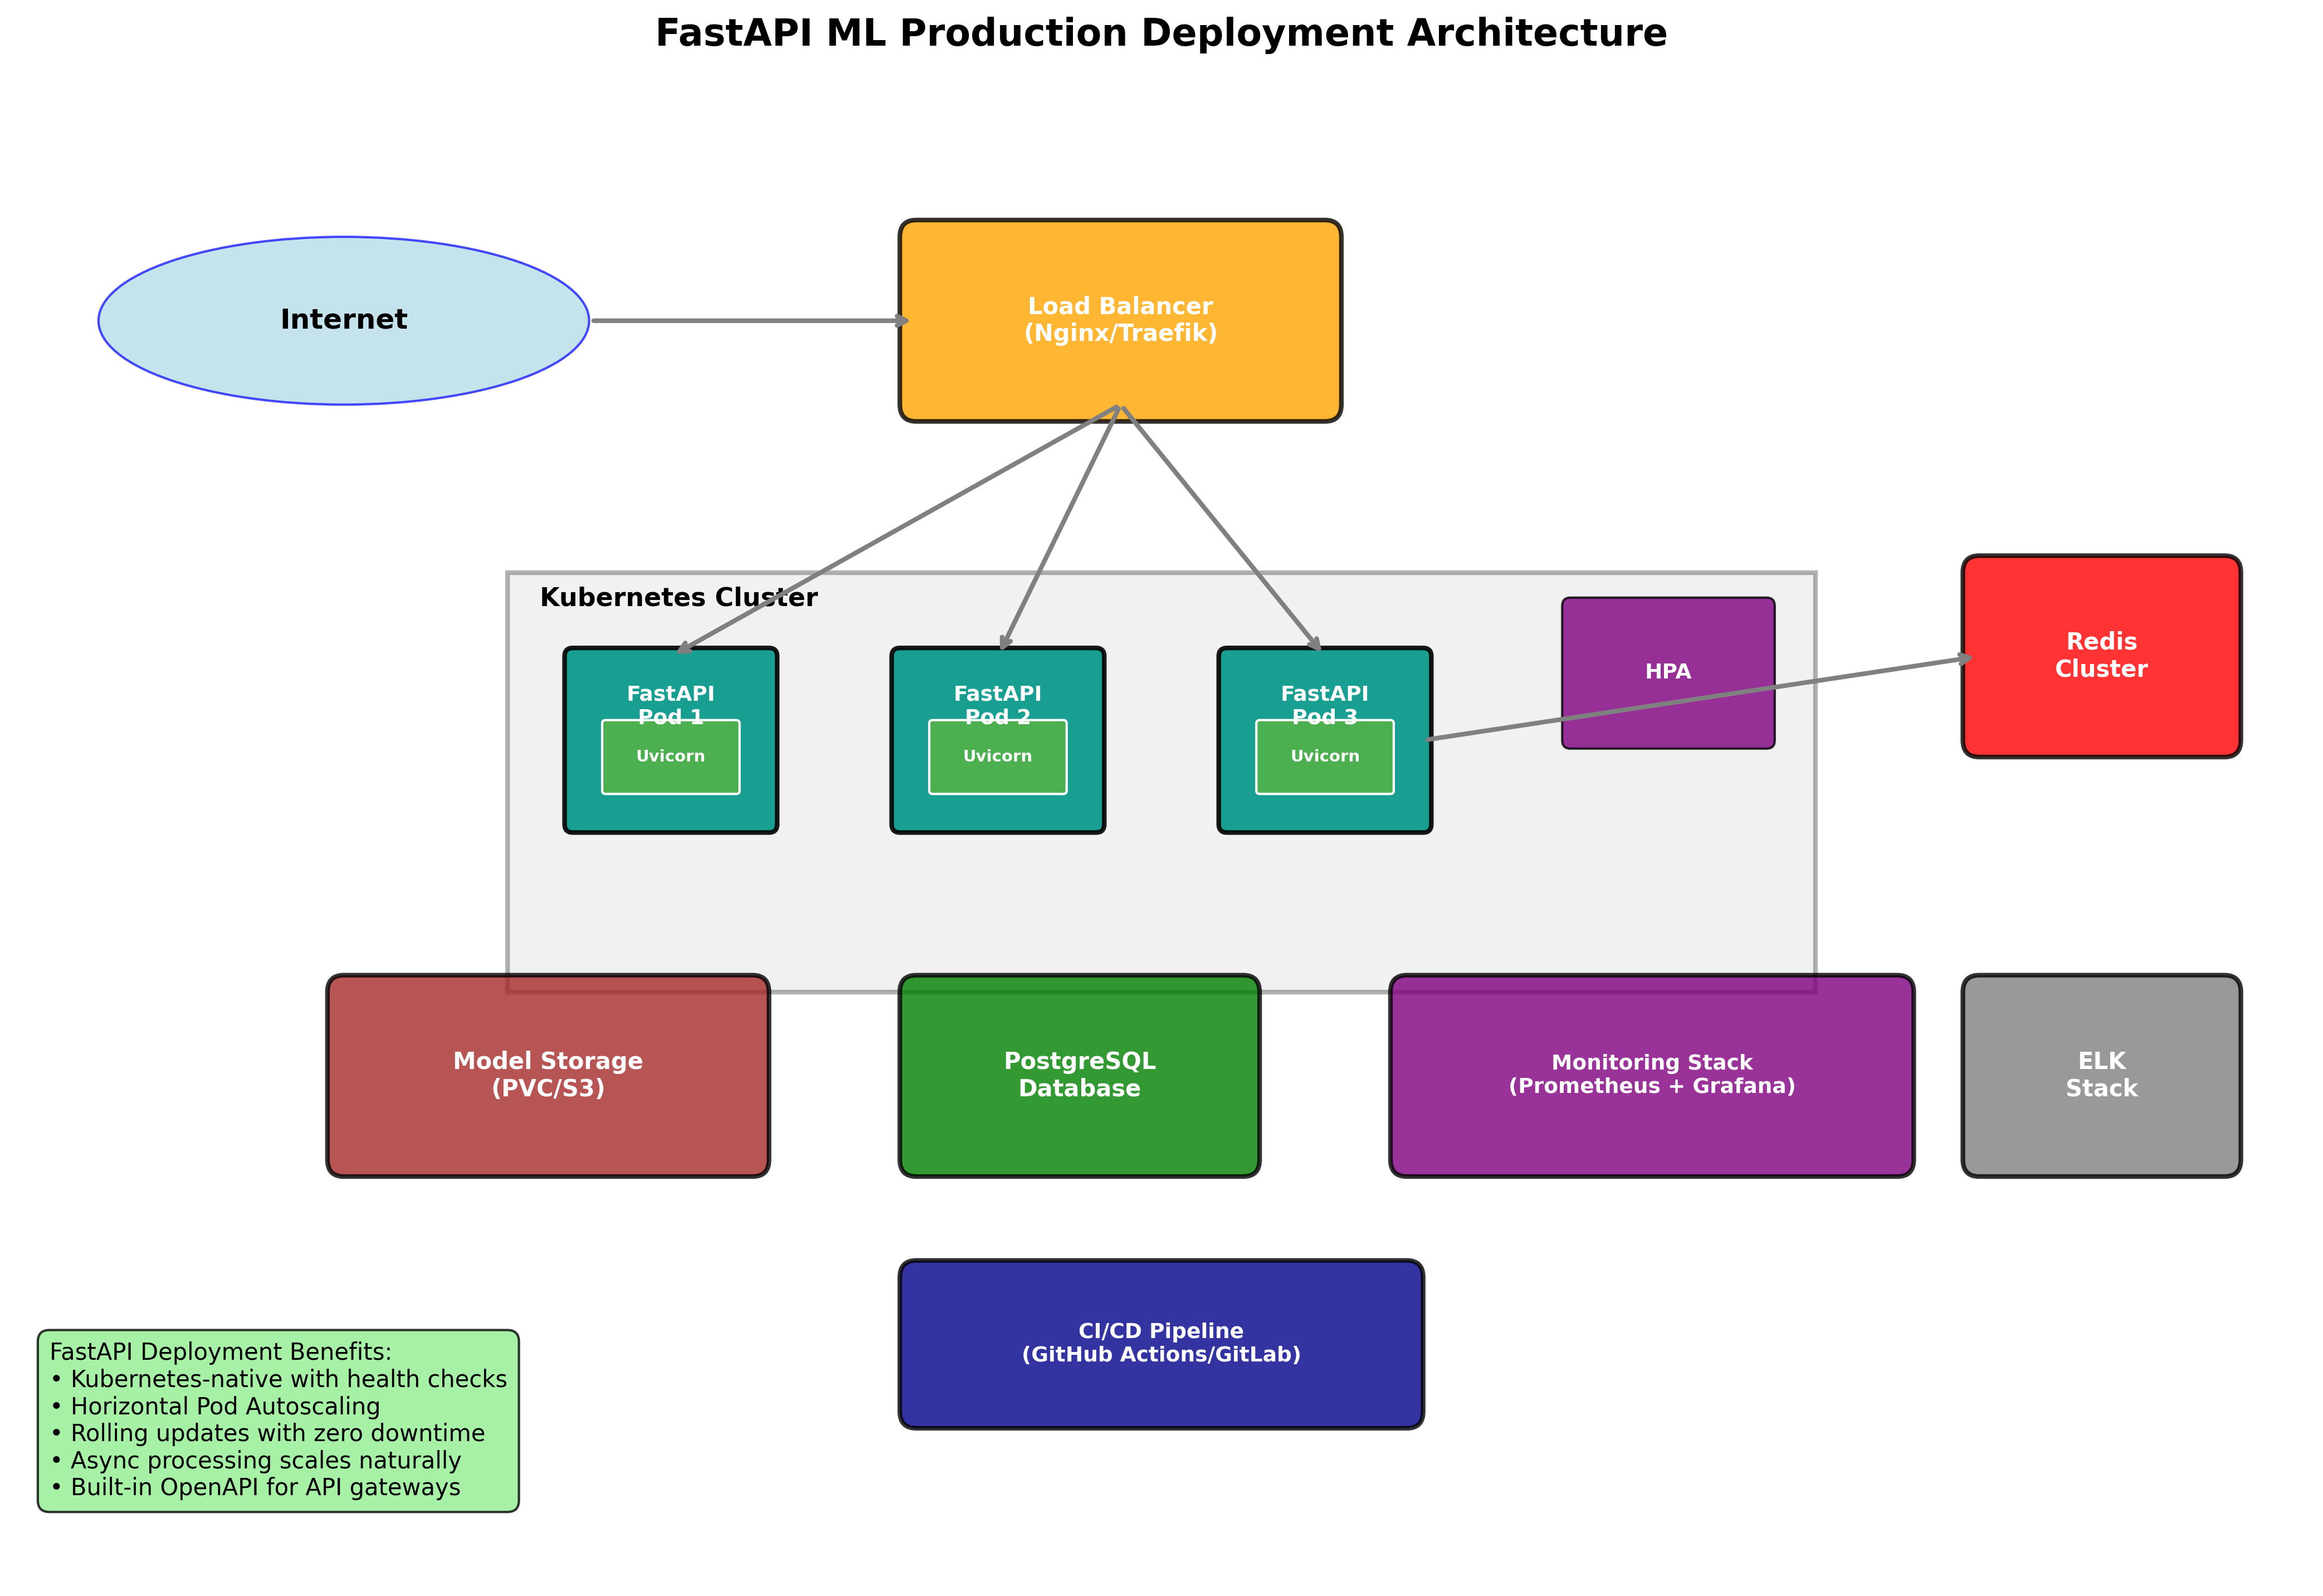 FastAPI ML Production Deployment Architecture
Internet
Load Balancer
(Nginx/Traefik)
Kubernetes Cluster
FastAPI
Pod 1
Uvicorn
FastAPI
Pod 2
Uvicorn
FastAPI
Pod 3
Uvicorn
HPA
Redis
Cluster
Model Storage
(PVC/S3)
PostgreSQL
Database
Monitoring Stack
(Prometheus + Grafana)
ELK
Stack
CI/CD Pipeline
(GitHub Actions/GitLab)
FastAPI Deployment Benefits:
• Kubernetes-native with health checks
• Horizontal Pod Autoscaling
• Rolling updates with zero downtime
• Async processing scales naturally
• Built-in OpenAPI for API gateways